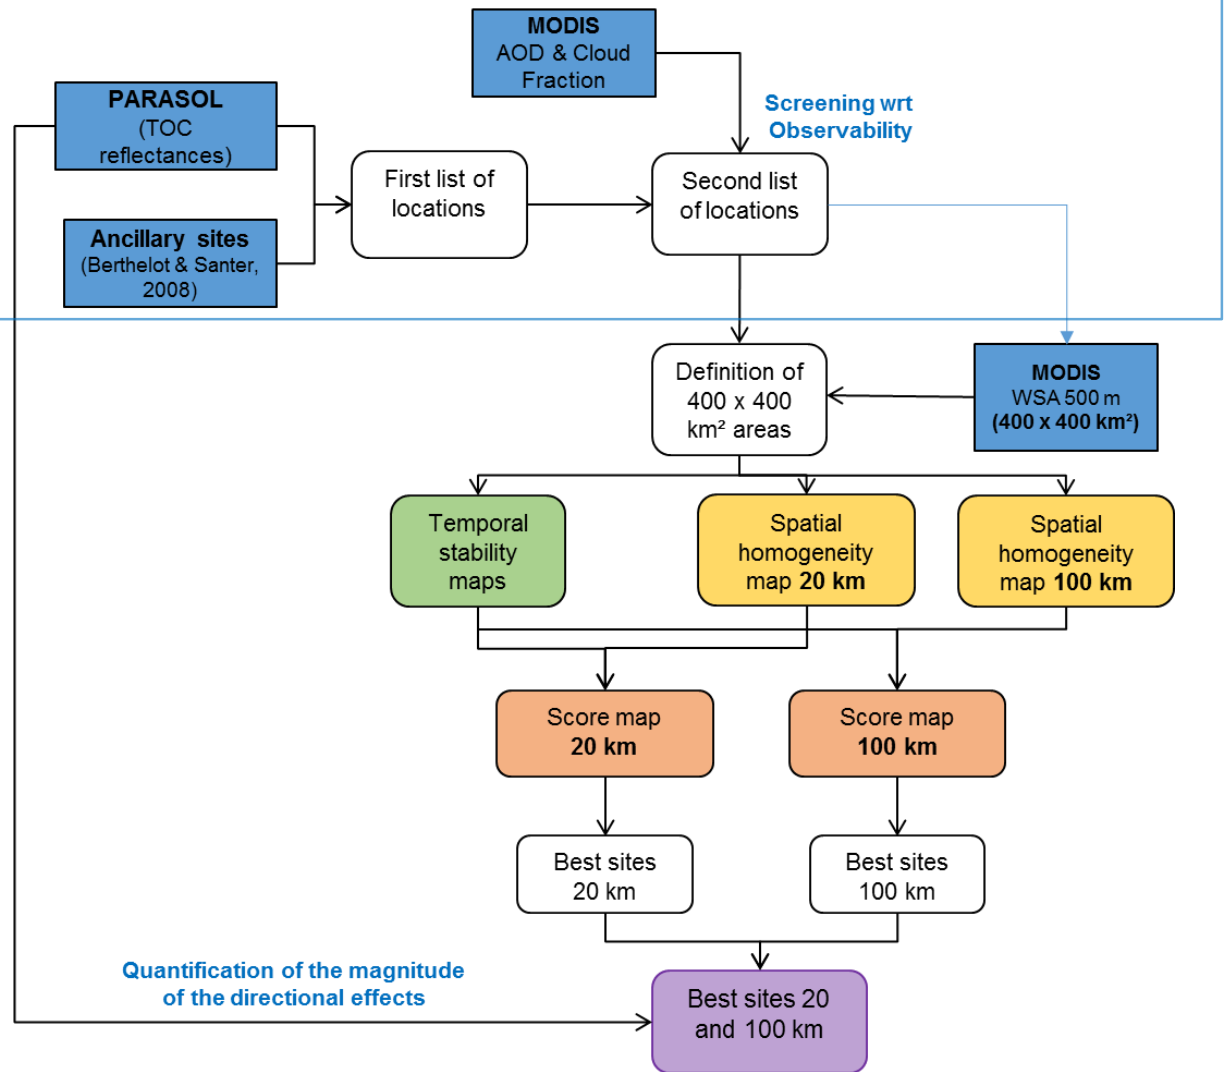 MODIS
AOD & Cloud
Fraction
PARASOL
(TOC
reflectances)
Screening wrt
Observability
First list of
locations
Second list
of locations
Ancillary sites
(Berthelot & Santer,
2008)
Definition of
400 x 400
km² areas
MODIS
WSA 500 m
(400 x 400 km²)
Temporal
stability
maps
Spatial
homogeneity
map 20 km
Spatial
homogeneity
map 100 km
Score map
20 km
Score map
100 km
Best sites
20 km
Best sites
100 km
Quantification of the magnitude
of the directional effects
Best sites 20
and 100 km